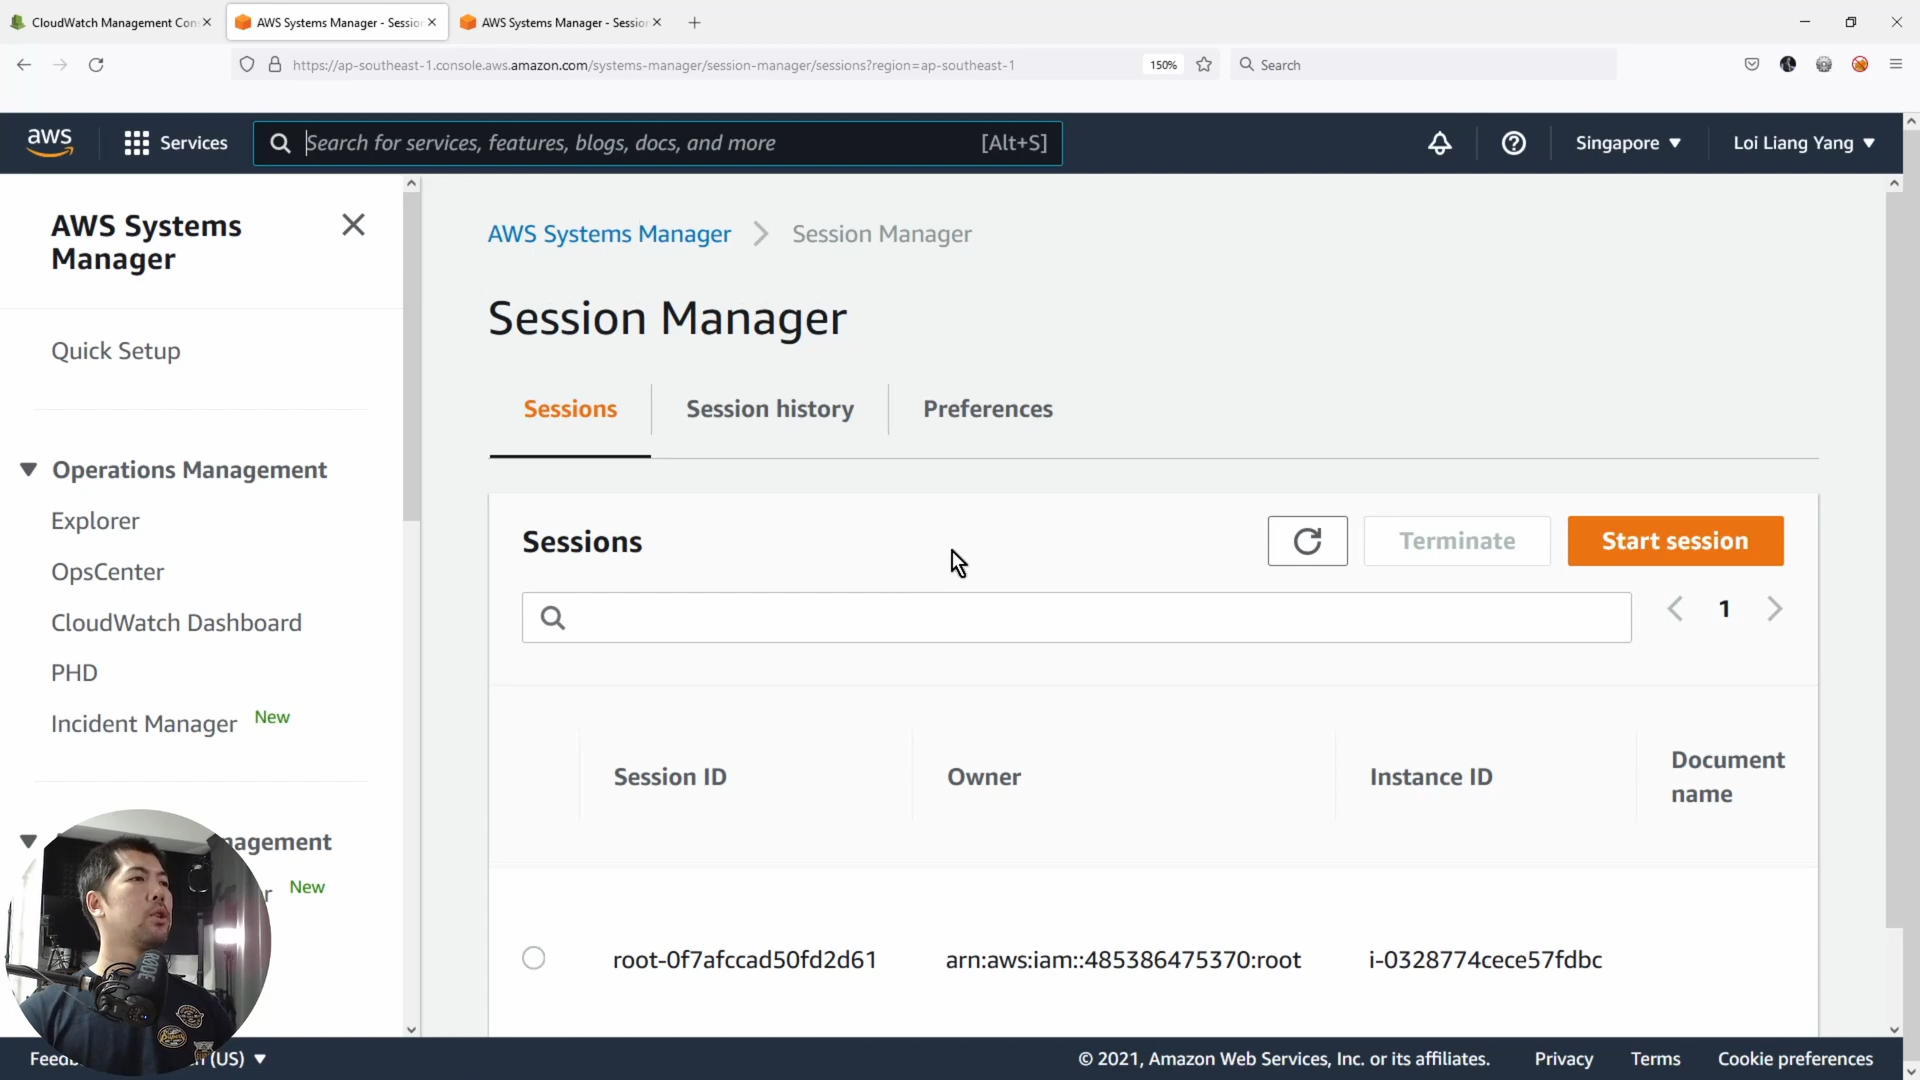 CloudWatch Management Con
AWS Systems Manager - Sessio
AWS Systems Manager - Sessio
https://ap-southeast-1.console.aws.amazon.com/systems-manager/session-manager/sessions?region=ap-southeast-1
150%
Search
aws
Services
Search for services, features, blogs, docs, and more
[Alt+S]
Singapore
Loi Liang Yang
AWS Systems
Manager
Quick Setup
Operations Management
Explorer
OpsCenter
CloudWatch Dashboard
PHD
Incident Manager New
nagement
r New
AWS Systems Manager > Session Manager
Session Manager
Sessions
Session history
Preferences
Sessions
Terminate
Start session
1
Session ID
Owner
Instance ID
Document
name
root-0f7afccad50fd2d61
arn:aws:iam::485386475370:root
i-0328774cece57fdbc
RØDE
Feedb
(US)
© 2021, Amazon Web Services, Inc. or its affiliates.
Privacy
Terms
Cookie preferences